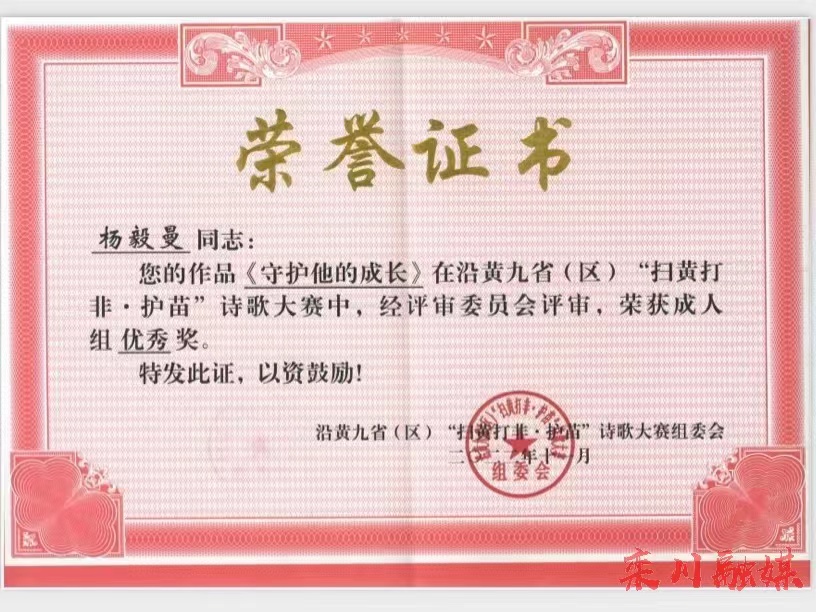 荣誉证书
杨毅曼 同志：
您的作品《守护他的成长》在沿黄九省（区）“扫黄打
非·护苗”诗歌大赛中，经评审委员会评审，荣获成人
组 优秀 奖。
特发此证，以资鼓励！
沿黄九省（区）“扫黄打非·护苗”诗歌大赛组委会
年十 月
组委会
栾川融媒